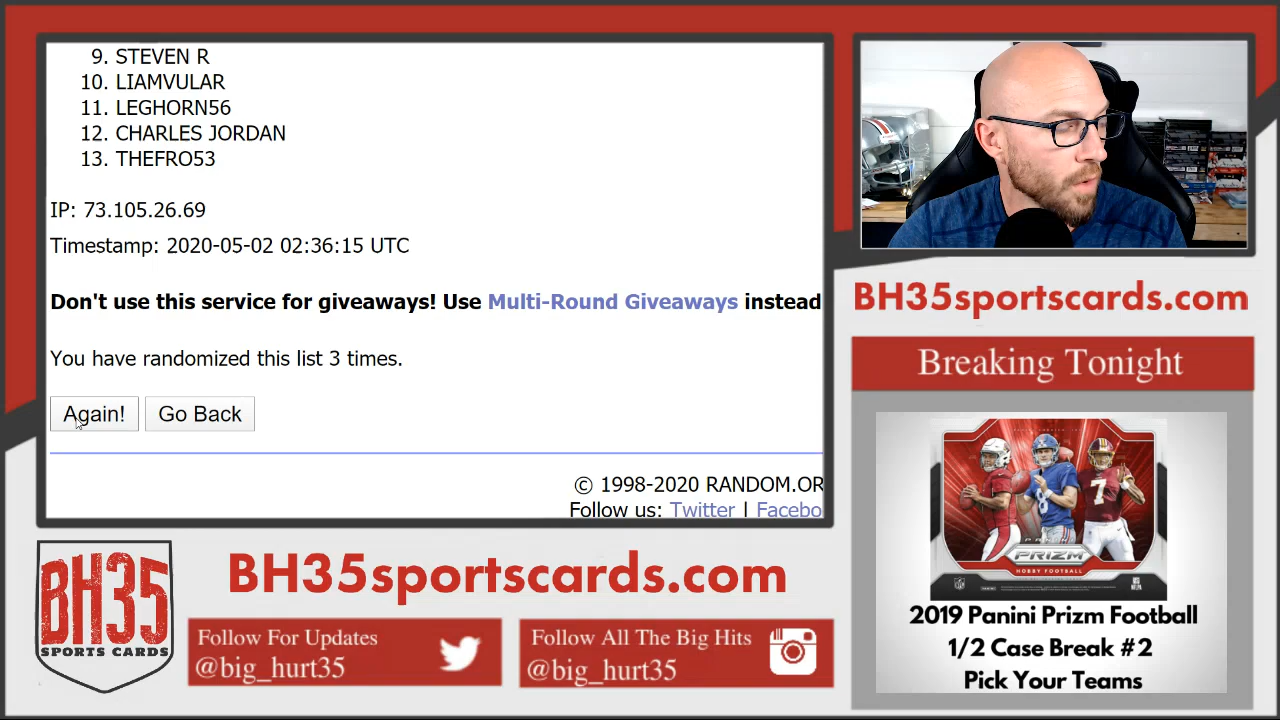 9. STEVEN R
10. LIAMVULAR
11. LEGHORN56
12. CHARLES JORDAN
13. THEFRO53
IP: 73.105.26.69
Timestamp: 2020-05-02 02:36:15 UTC
Don't use this service for giveaways! Use Multi-Round Giveaways instead
You have randomized this list 3 times.
Again! Go Back
© 1998-2020 RANDOM.OR
Follow us: Twitter | Facebo
BH35sportscards.com
Breaking Tonight
PANINI
PRIZM
HOBBY FOOTBALL
2019 Panini Prizm Football
1/2 Case Break #2
Pick Your Teams
BH35
SPORTS CARDS
BH35sportscards.com
Follow For Updates
@big_hurt35
Follow All The Big Hits
@big_hurt35